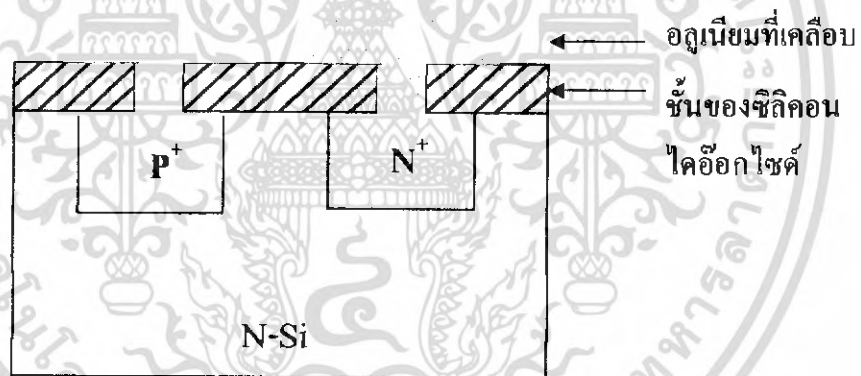 อลูเนียมที่เคลือบ
ชั้นของซิลิคอน
ไดอ๊อกไซด์
P+
N+
N-Si